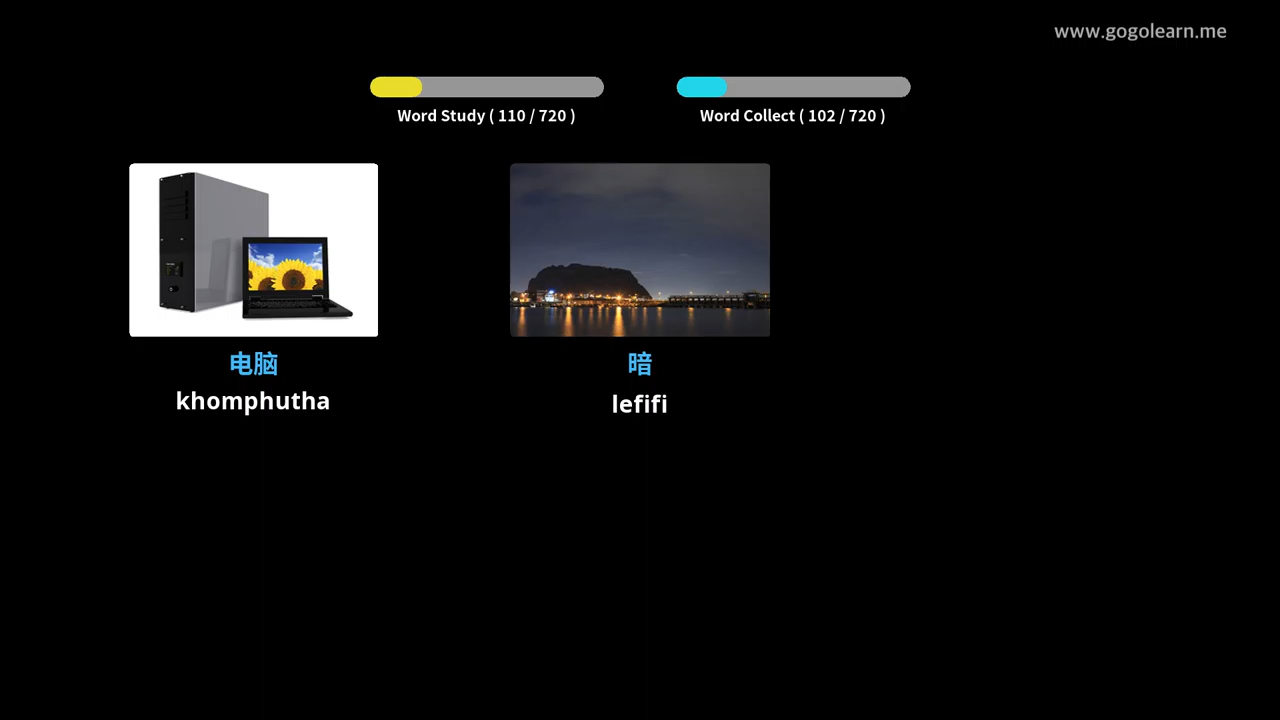 www.gogolearn.me
Word Study ( 110 / 720 )
Word Collect ( 102 / 720 )
电脑
khomphutha
暗
lefifi